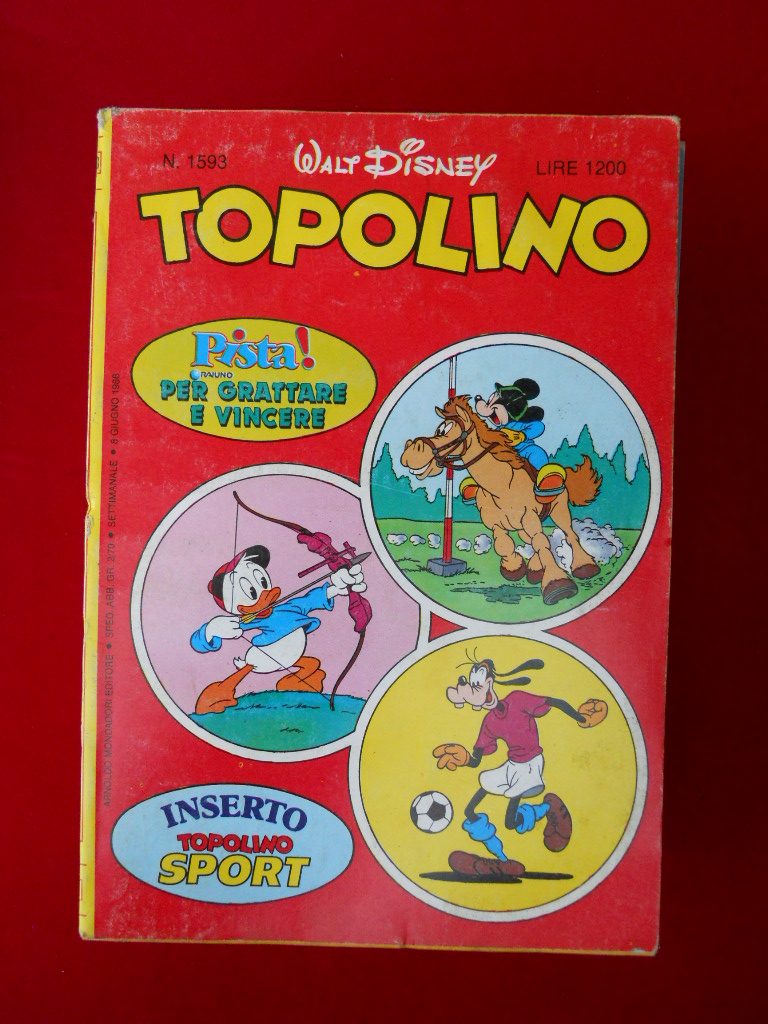 N. 1593
WALT DISNEY
LIRE 1200
TOPOLINO
Pista!
RAIUNO
PER GRATTARE
E VINCERE
ARNOLDO MONDADORI EDITORE • SPED. ABB. GR. 2/70 • SETTIMANALE • 8 GIUGNO 1986
INSERTO
TOPOLINO
SPORT